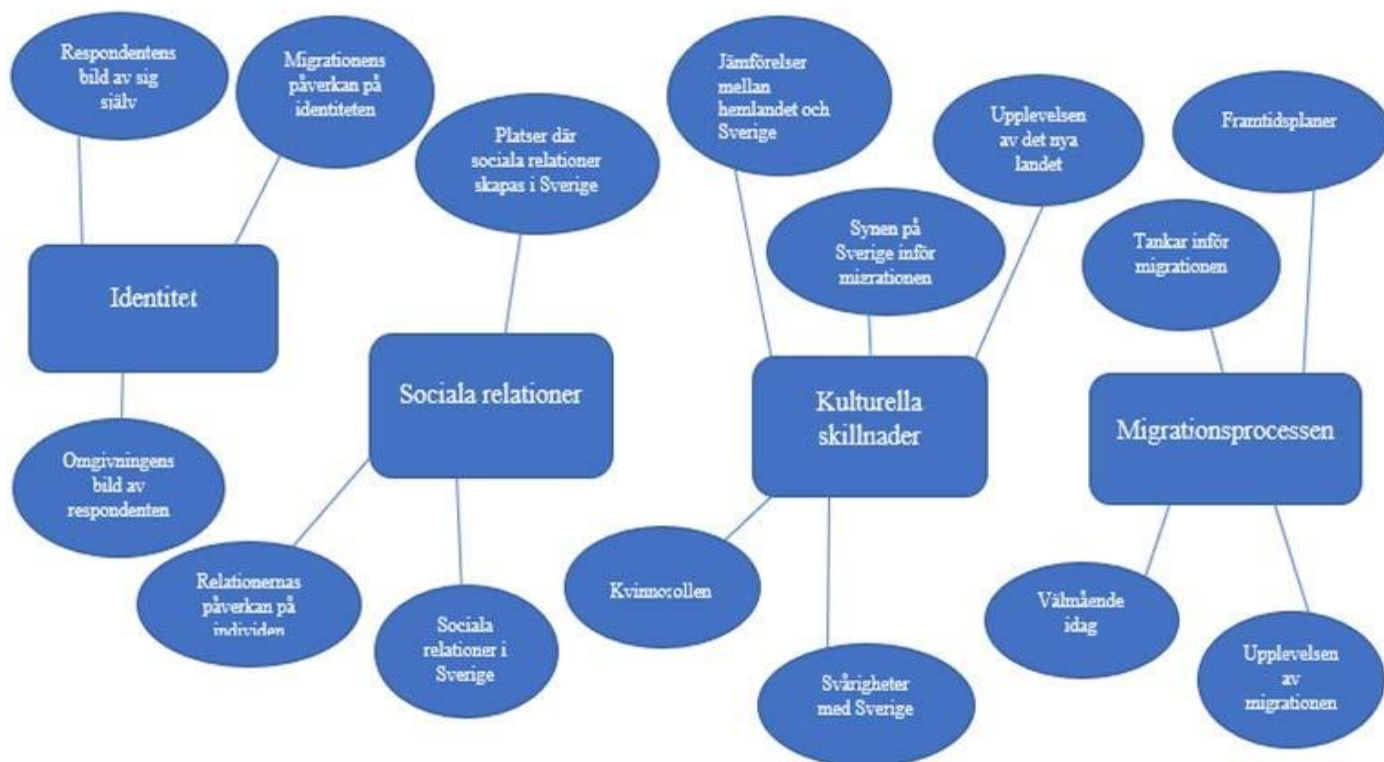 Respondentens
bild av sig
själv
Migrationens
påverkan på
identiteten
Identitet
Omgivningens
bild av
respondenten
Platser där
sociala relationer
skapas i Sverige
Sociala relationer
Relationernas
påverkan på
individen
Sociala
relationer i
Sverige
Jämförelser
mellan
hemlandet och
Sverige
Synen på
Sverige inför
migrationen
Upplevelsen
av det nya
landet
Kulturella
skillnader
Kvinnorollen
Svårigheter
med Sverige
Framtidsplaner
Tankar inför
migrationen
Migrationsprocessen
Välmående
idag
Upplevelsen
av
migrationen